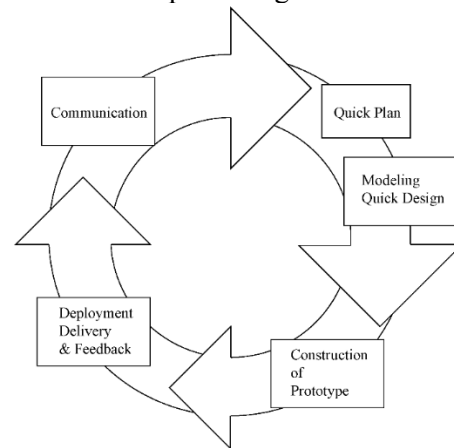 Communication
Quick Plan
Modeling
Quick Design
Construction
of
Prototype
Deployment
Delivery
& Feedback